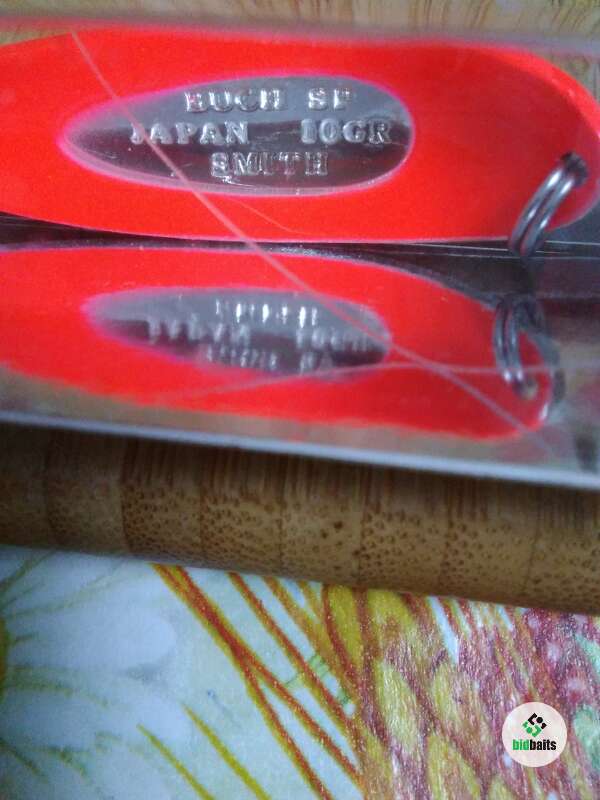 BUCH SP
JAPAN 10GR
SMITH
bidbaits